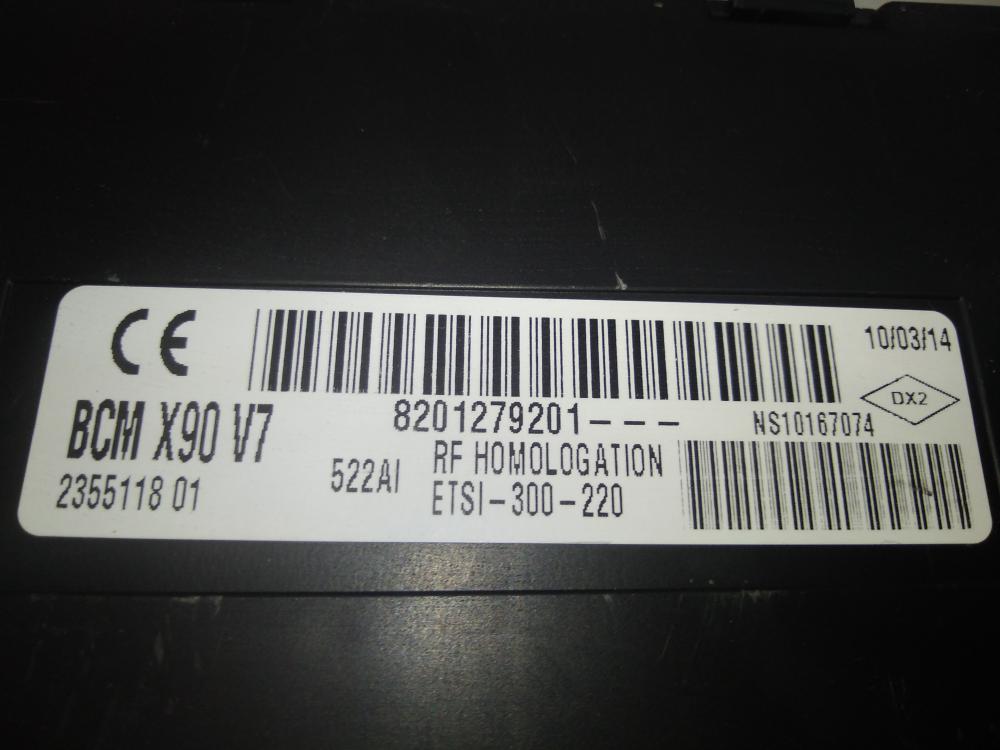 CE
10/03/14
DX2
BCM X90 V7
8201279201---
NS10167074
2355118 01
522AI
RF HOMOLOGATION
ETSI-300-220